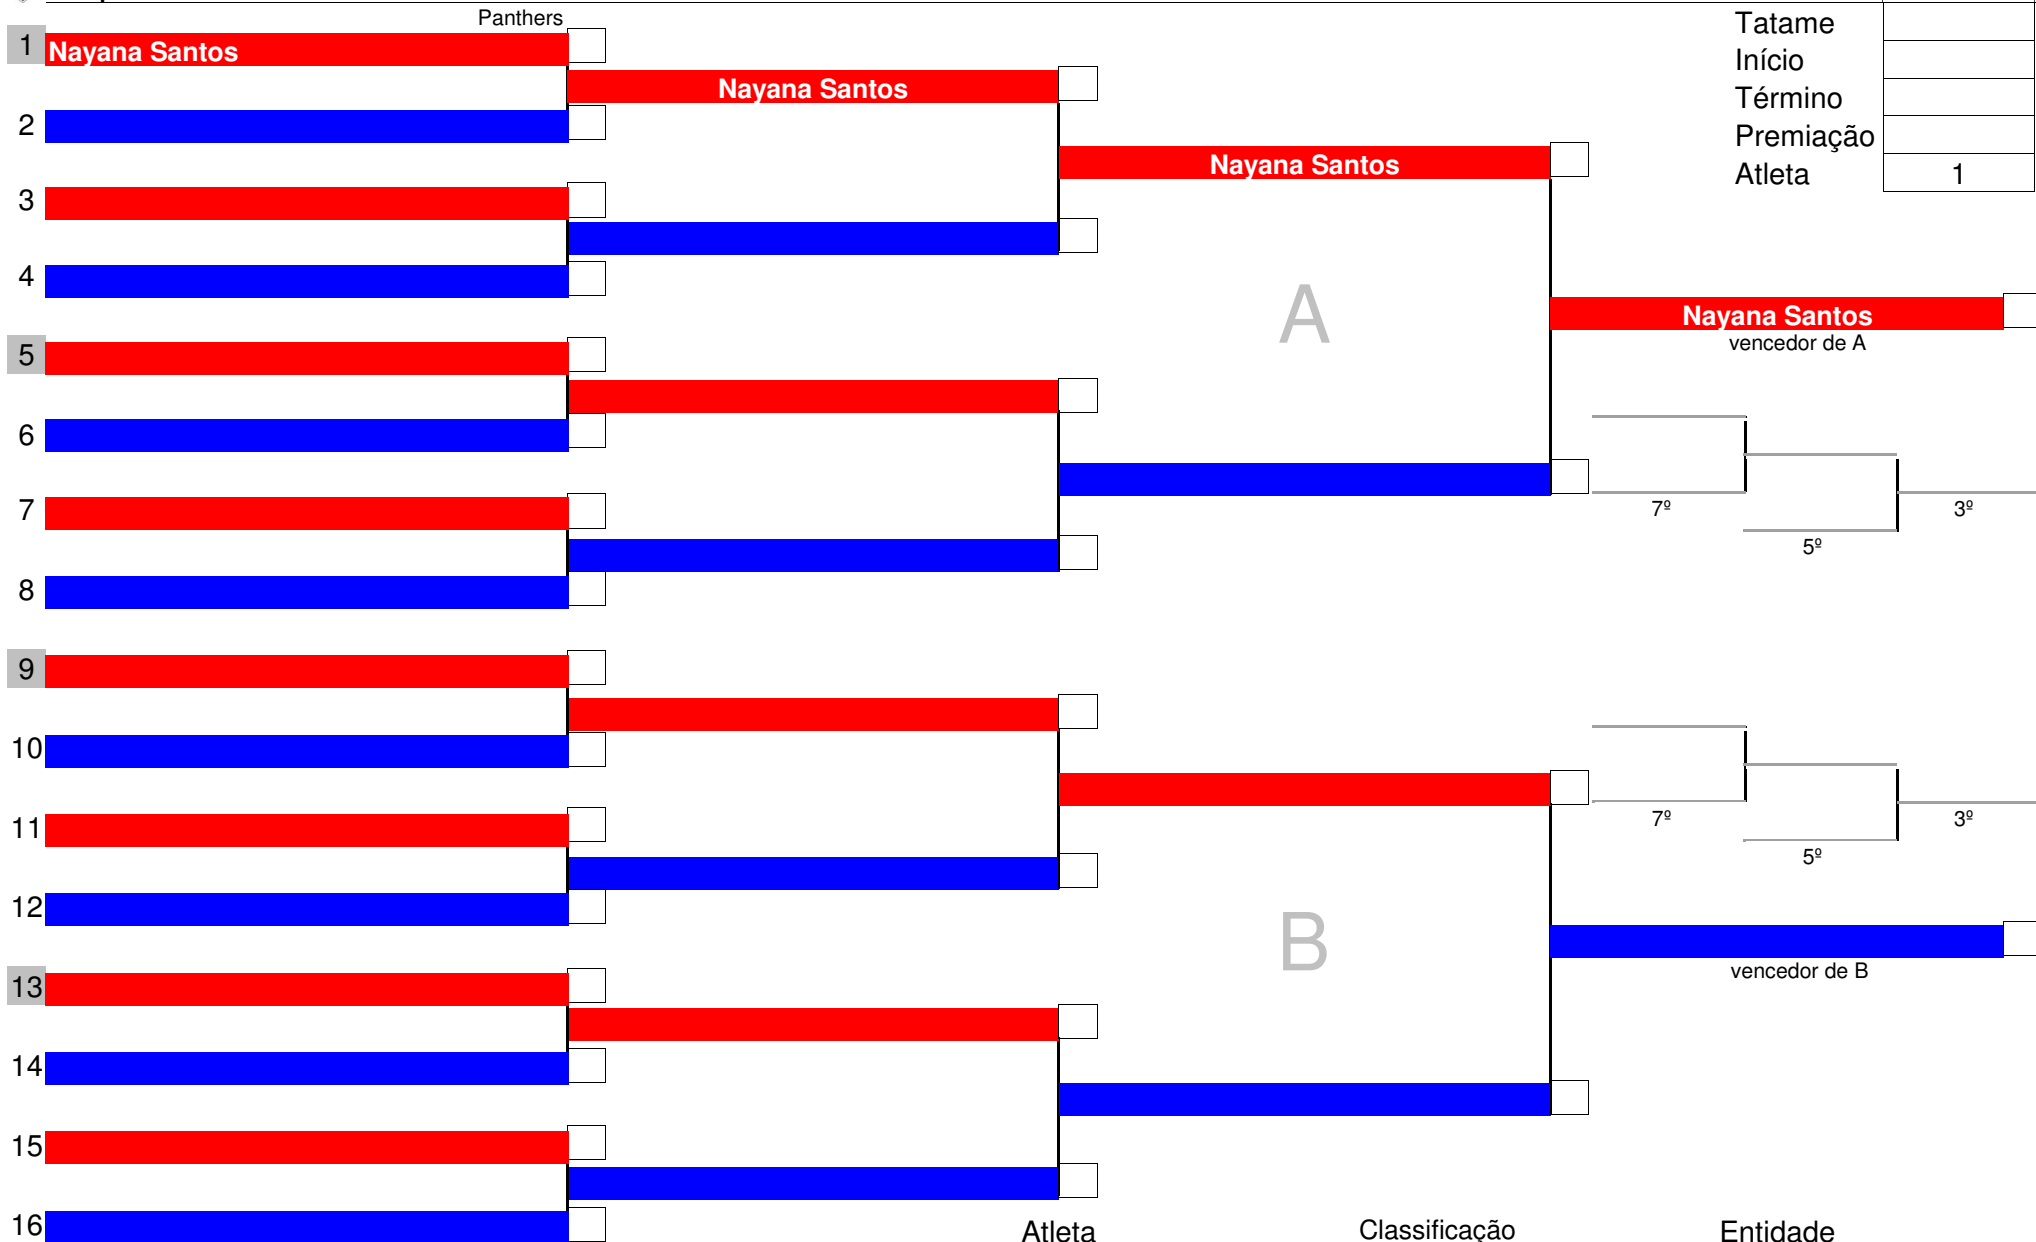 Panthers
Tatame
1 Nayana Santos
Início
Nayana Santos
Término
2
Premiação
Nayana Santos
Atleta 1
3
4
A
Nayana Santos
vencedor de A
5
6
7
7º 3º
5º
8
9
10
11
7º 3º
5º
12
B
vencedor de B
13
14
15
16
Atleta Classificação Entidade